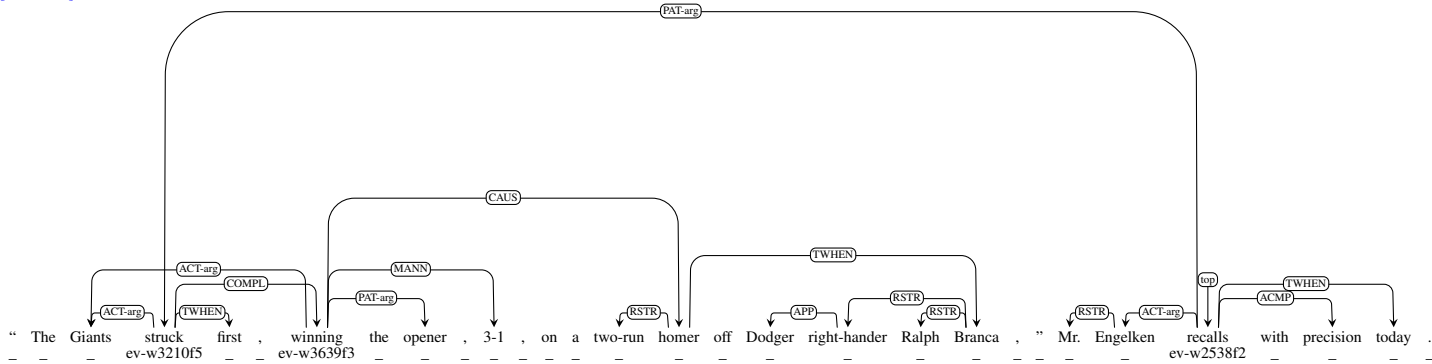 PAT-arg
CAUS
TWHEN
ACT-arg MANN top
COMPL TWHEN
PAT-arg RSTR ACMP
ACT-arg TWHEN RSTR APP RSTR RSTR ACT-arg
“ The Giants struck first , winning the opener , 3-1 , on a two-run homer off Dodger right-hander Ralph Branca , ” Mr. Engelken recalls with precision today .
_ _ _ ev-w3210f5 _ _ ev-w3639f3 _ _ _ _ _ _ _ _ _ _ _ _ _ _ _ _ _ _ ev-w2538f2 _ _ _ _